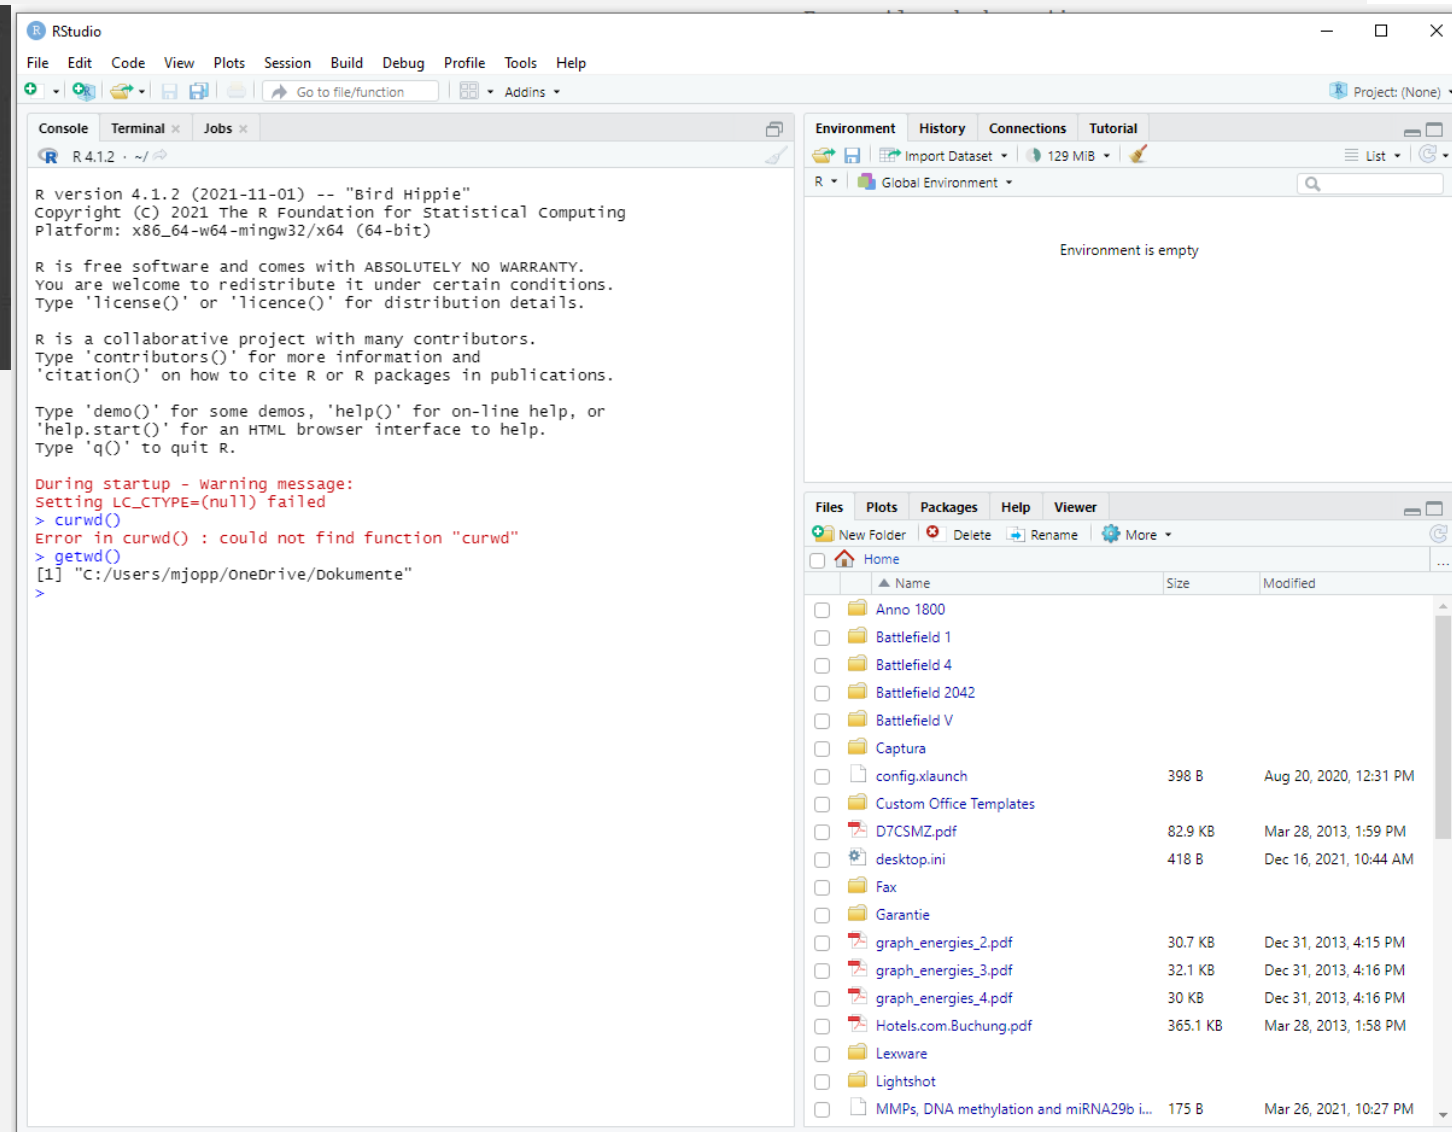 RStudio
File Edit Code View Plots Session Build Debug Profile Tools Help
Go to file/function Addins Project: (None)
Console Terminal Jobs
R 4.1.2 · ~/
R version 4.1.2 (2021-11-01) -- "Bird Hippie"
Copyright (C) 2021 The R Foundation for Statistical Computing
Platform: x86_64-w64-mingw32/x64 (64-bit)
R is free software and comes with ABSOLUTELY NO WARRANTY.
You are welcome to redistribute it under certain conditions.
Type 'license()' or 'licence()' for distribution details.
R is a collaborative project with many contributors.
Type 'contributors()' for more information and
'citation()' on how to cite R or R packages in publications.
Type 'demo()' for some demos, 'help()' for on-line help, or
'help.start()' for an HTML browser interface to help.
Type 'q()' to quit R.
During startup - Warning message:
Setting LC_CTYPE=(null) failed
> curwd()
Error in curwd() : could not find function "curwd"
> getwd()
[1] "C:/Users/mjopp/OneDrive/Dokumente"
>
Environment History Connections Tutorial
Import Dataset 129 MiB List
R Global Environment
Environment is empty
Files Plots Packages Help Viewer
New Folder Delete Rename More
Home ...
Name Size Modified
Anno 1800
Battlefield 1
Battlefield 4
Battlefield 2042
Battlefield V
Captura
config.xlaunch 398 B Aug 20, 2020, 12:31 PM
Custom Office Templates
D7CSMZ.pdf 82.9 KB Mar 28, 2013, 1:59 PM
desktop.ini 418 B Dec 16, 2021, 10:44 AM
Fax
Garantie
graph_energies_2.pdf 30.7 KB Dec 31, 2013, 4:15 PM
graph_energies_3.pdf 32.1 KB Dec 31, 2013, 4:16 PM
graph_energies_4.pdf 30 KB Dec 31, 2013, 4:16 PM
Hotels.com.Buchung.pdf 365.1 KB Mar 28, 2013, 1:58 PM
Lexware
Lightshot
MMPs, DNA methylation and miRNA29b i... 175 B Mar 26, 2021, 10:27 PM